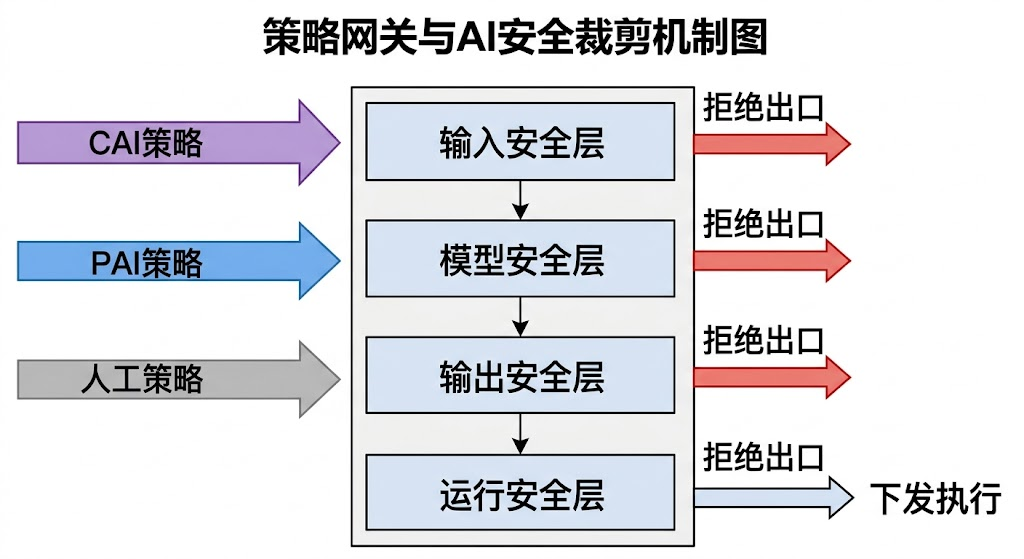 策略网关与AI安全裁剪机制图
CAI策略
输入安全层
拒绝出口
PAI策略
模型安全层
拒绝出口
人工策略
输出安全层
拒绝出口
运行安全层
拒绝出口
下发执行